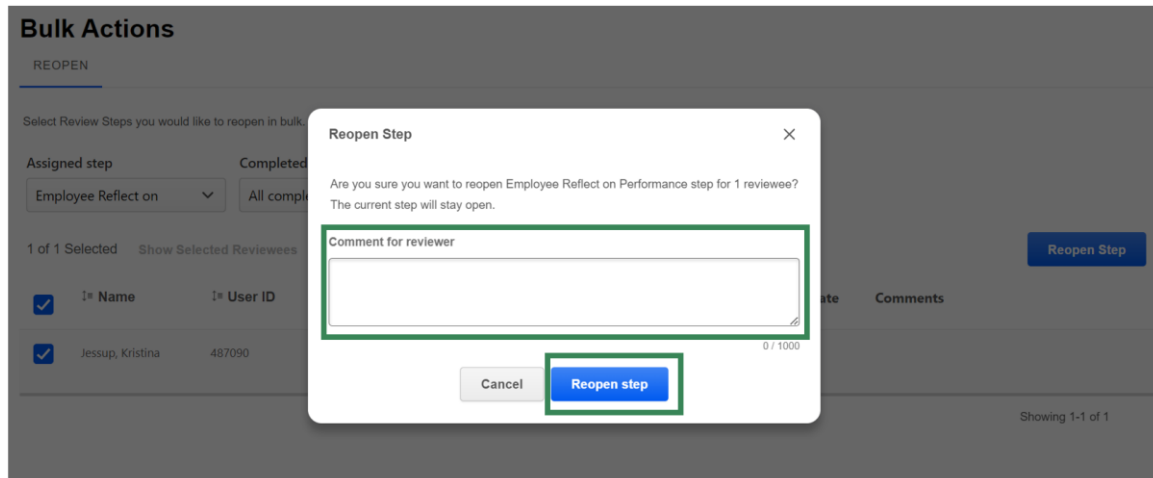 Bulk Actions
REOPEN
Select Review Steps you would like to reopen in bulk.
Assigned step
Completed
Employee Reflect on
All comple
1 of 1 Selected
Show Selected Reviewees
Reopen Step
Name
User ID
ate
Comments
Jessup, Kristina
487090
Showing 1-1 of 1
Reopen Step
Are you sure you want to reopen Employee Reflect on Performance step for 1 reviewee?
The current step will stay open.
Comment for reviewer
0 / 1000
Cancel
Reopen step